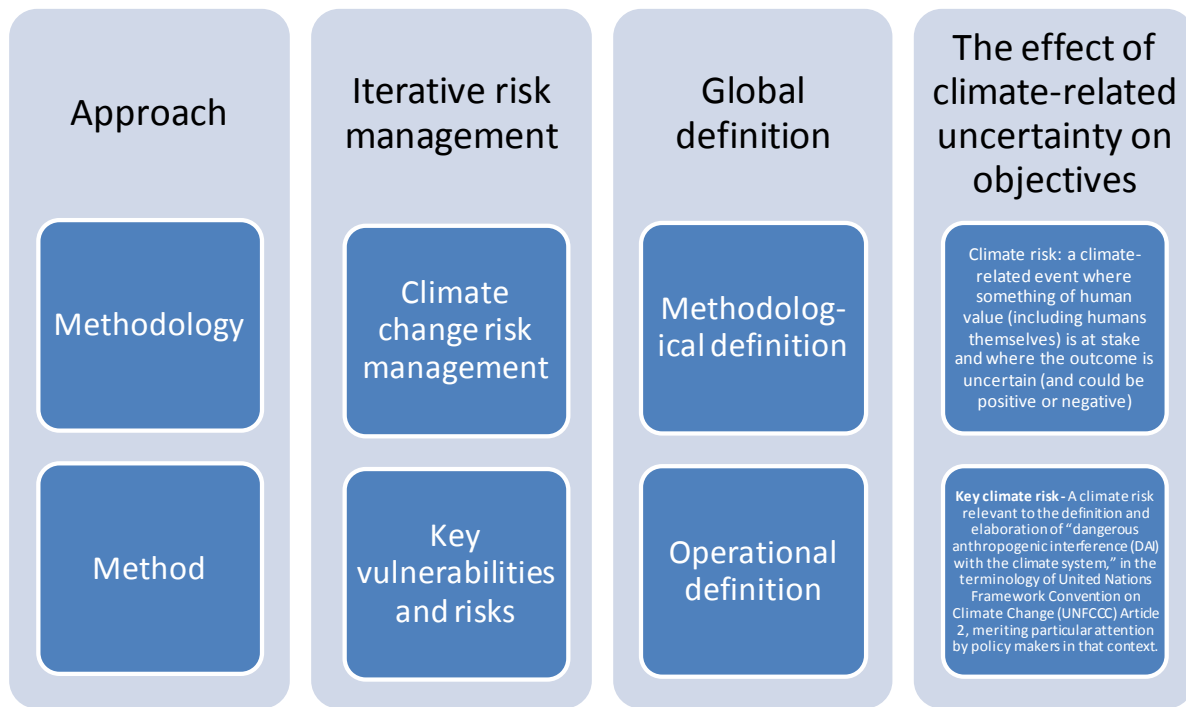 Approach
Methodology
Method
Iterative risk
management
Climate
change risk
management
Key
vulnerabilities
and risks
Global
definition
Methodolog-
ical definition
Operational
definition
The effect of
climate-related
uncertainty on
objectives
Climate risk: a climate-
related event where
something of human
value (including humans
themselves) is at stake
and where the outcome is
uncertain (and could be
positive or negative)
Key climate risk - A climate risk
relevant to the definition and
elaboration of “dangerous
anthropogenic interference (DAI)
with the climate system,” in the
terminology of United Nations
Framework Convention on
Climate Change (UNFCCC) Article
2, meriting particular attention
by policy makers in that context.